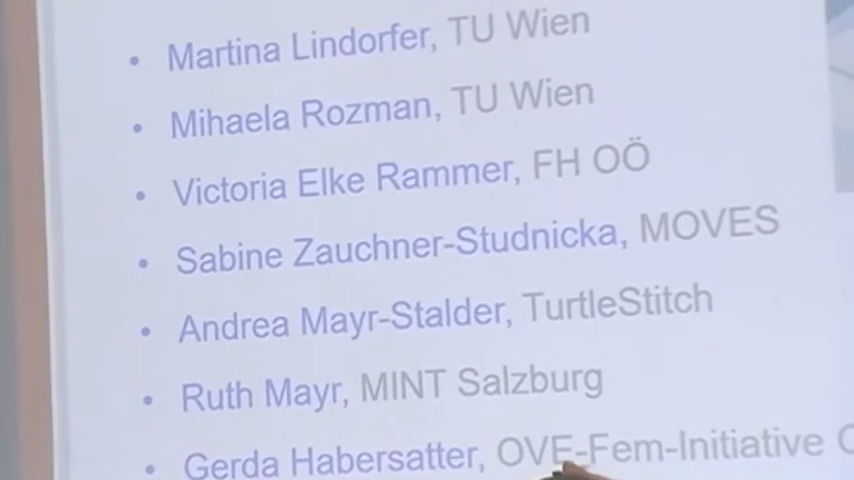 • Martina Lindorfer, TU Wien
• Mihaela Rozman, TU Wien
• Victoria Elke Rammer, FH OÖ
• Sabine Zauchner-Studnicka, MOVES
• Andrea Mayr-Stalder, TurtleStitch
• Ruth Mayr, MINT Salzburg
• Gerda Habersatter, OVE-Fem-Initiative